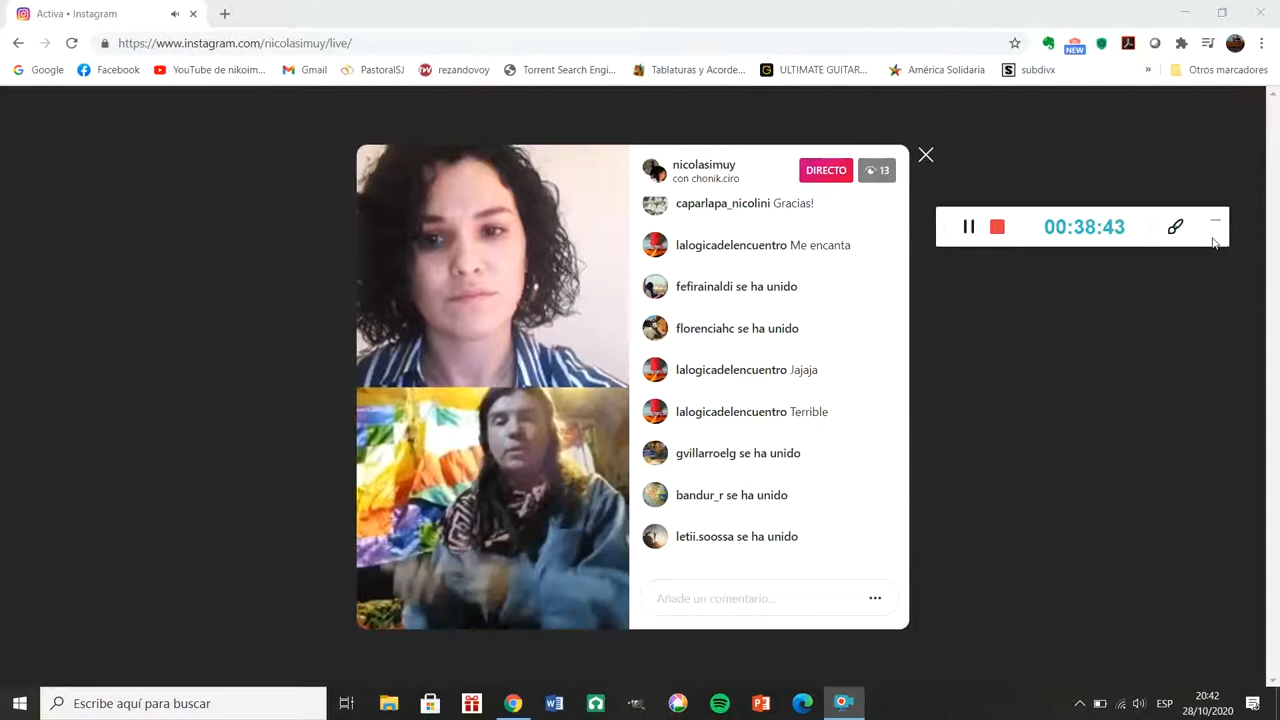 Activa • Instagram
https://www.instagram.com/nicolasimuy/live/
NEW
Google
Facebook
YouTube de nikoim...
Gmail
PastoralSJ
rezandovoy
Torrent Search Engi...
Tablaturas y Acorde...
ULTIMATE GUITAR...
América Solidaria
subdivx
»
Otros marcadores
nicolasimuy
con chonik.ciro
DIRECTO
13
caparlapa_nicolini Gracias!
lalogicadelencuentro Me encanta
fefirainaldi se ha unido
florenciahc se ha unido
lalogicadelencuentro Jajaja
lalogicadelencuentro Terrible
gvillarroelg se ha unido
bandur_r se ha unido
letii.soossa se ha unido
Añade un comentario...
00:38:43
Escribe aquí para buscar
ESP
20:42
28/10/2020